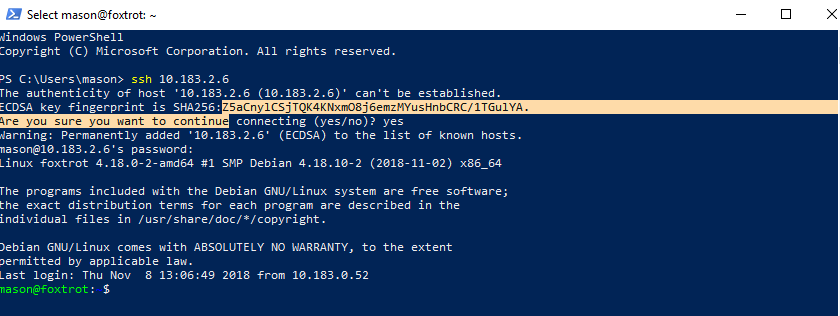 Select mason@foxtrot: ~
Windows PowerShell
Copyright (C) Microsoft Corporation. All rights reserved.
PS C:\Users\mason> ssh 10.183.2.6
The authenticity of host '10.183.2.6 (10.183.2.6)' can't be established.
ECDSA key fingerprint is SHA256:Z5aCnylCSjTQK4KNxmO8j6emzMYusHnbCRC/1TGulYA.
Are you sure you want to continue connecting (yes/no)? yes
Warning: Permanently added '10.183.2.6' (ECDSA) to the list of known hosts.
mason@10.183.2.6's password:
Linux foxtrot 4.18.0-2-amd64 #1 SMP Debian 4.18.10-2 (2018-11-02) x86_64
The programs included with the Debian GNU/Linux system are free software;
the exact distribution terms for each program are described in the
individual files in /usr/share/doc/*/copyright.
Debian GNU/Linux comes with ABSOLUTELY NO WARRANTY, to the extent
permitted by applicable law.
Last login: Thu Nov  8 13:06:49 2018 from 10.183.0.52
mason@foxtrot: $